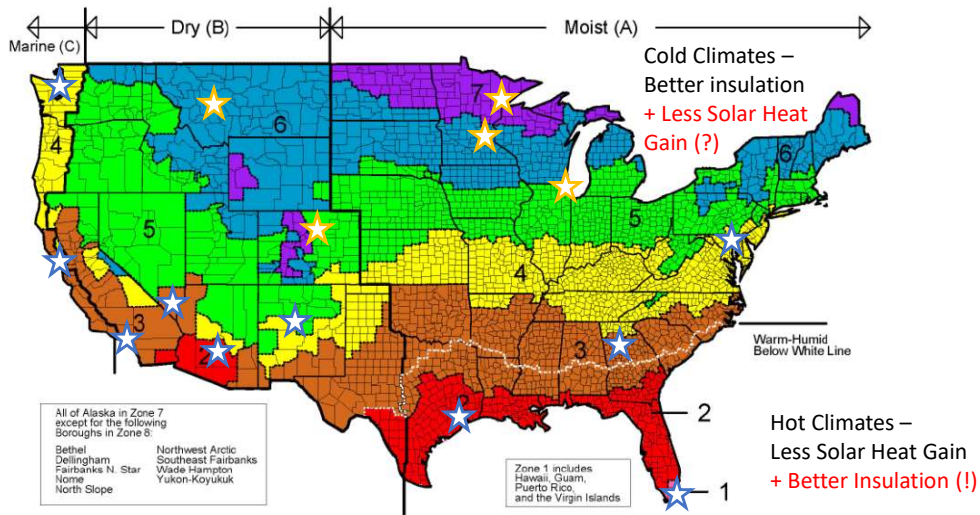 Marine (C)
Dry (B)
Moist (A)
Cold Climates –
Better insulation
+ Less Solar Heat
Gain (?)
7
6
6
4
5
5
4
3
3
2
2
Warm-Humid
Below White Line
2
1
All of Alaska in Zone 7
except for the following
Boroughs in Zone 8:
Bethel
Dellingham
Fairbanks N. Star
Nome
North Slope
Northwest Arctic
Southeast Fairbanks
Wade Hampton
Yukon-Koyukuk
Zone 1 includes
Hawaii, Guam,
Puerto Rico,
and the Virgin Islands
Hot Climates –
Less Solar Heat Gain
+ Better Insulation (!)